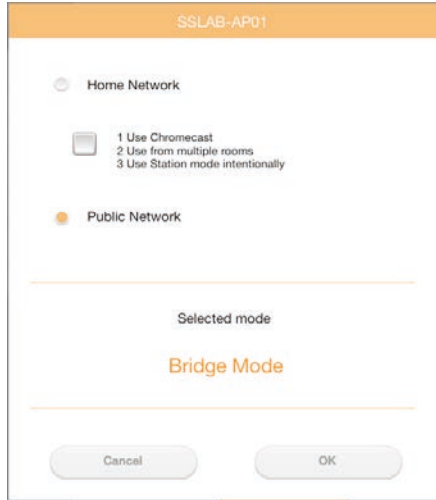 SSLAB-AP01
Home Network
1 Use Chromecast
2 Use from multiple rooms
3 Use Station mode intentionally
Public Network
Selected mode
Bridge Mode
Cancel
OK